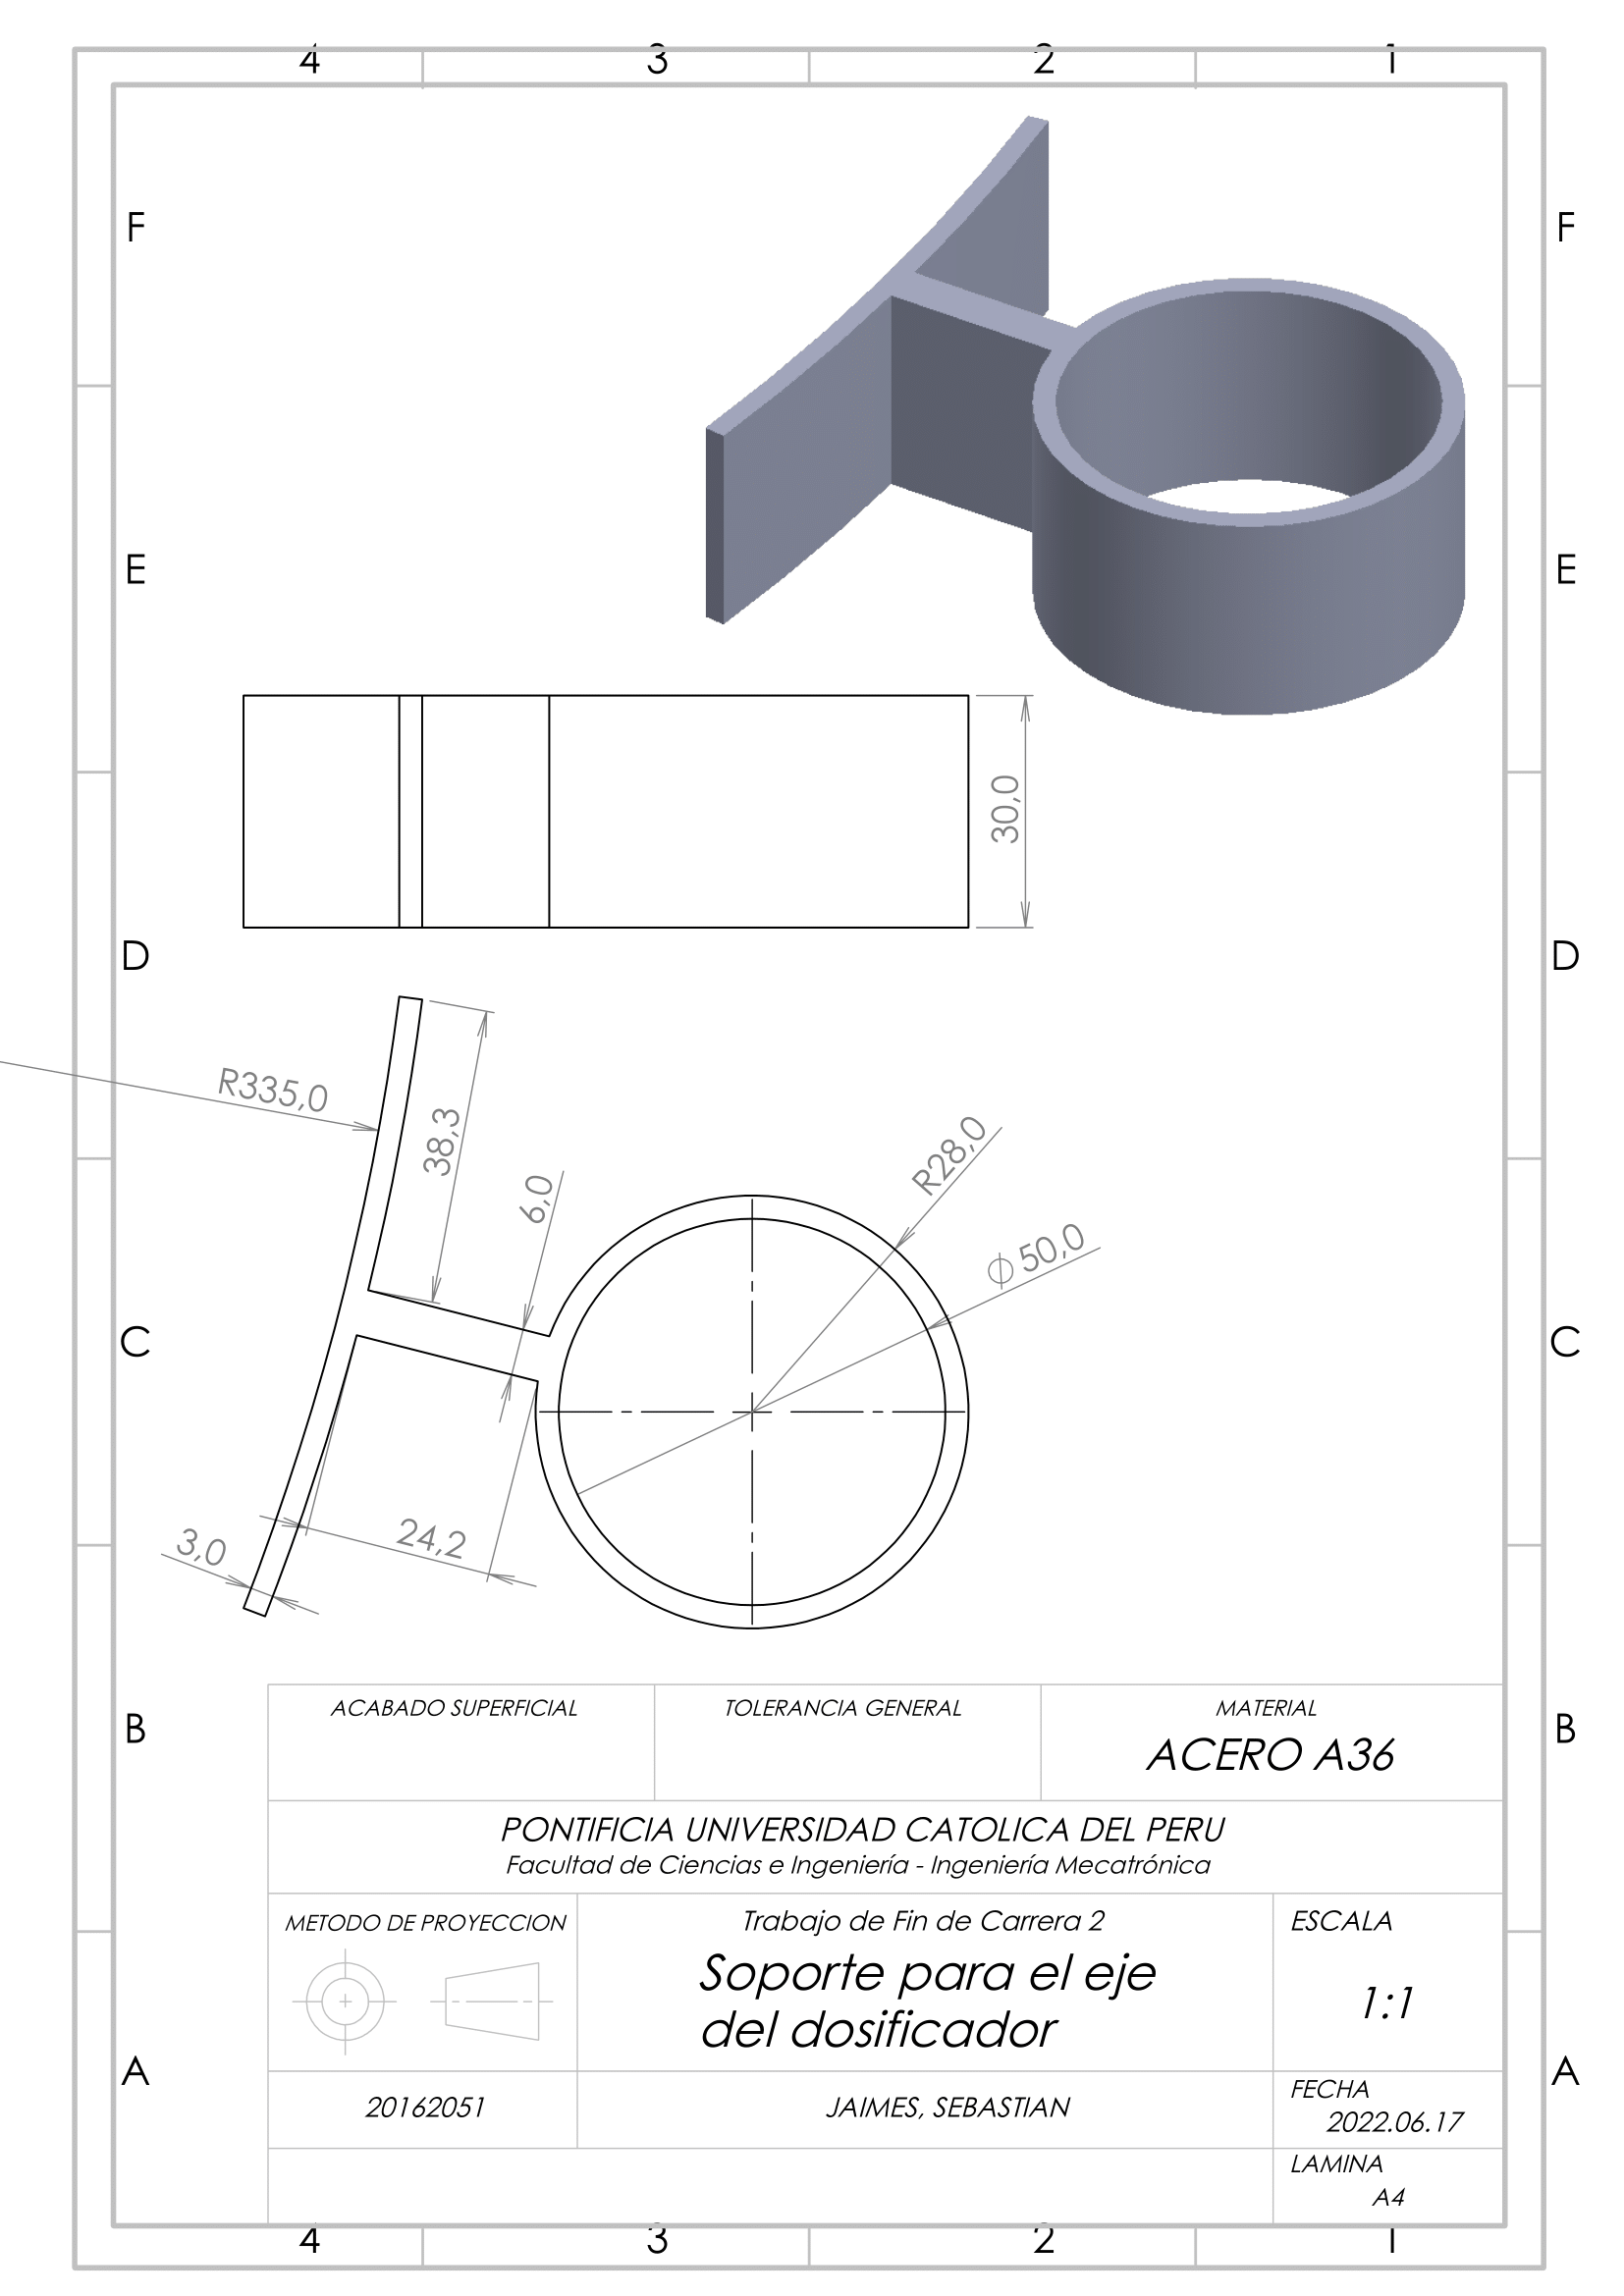 4 3 2 1
F F
E E
30,0
D D
R335,0
38,3
6,0
R28,0
∅ 50,0
C C
3,0
24,2
ACABADO SUPERFICIAL TOLERANCIA GENERAL MATERIAL
ACERO A36
B B
PONTIFICIA UNIVERSIDAD CATOLICA DEL PERU
Facultad de Ciencias e Ingeniería - Ingeniería Mecatrónica
METODO DE PROYECCION Trabajo de Fin de Carrera 2 ESCALA
Soporte para el eje
del dosificador
1:1
A A
20162051 JAIMES, SEBASTIAN FECHA
2022.06.17
LAMINA
A4
4 3 2 1